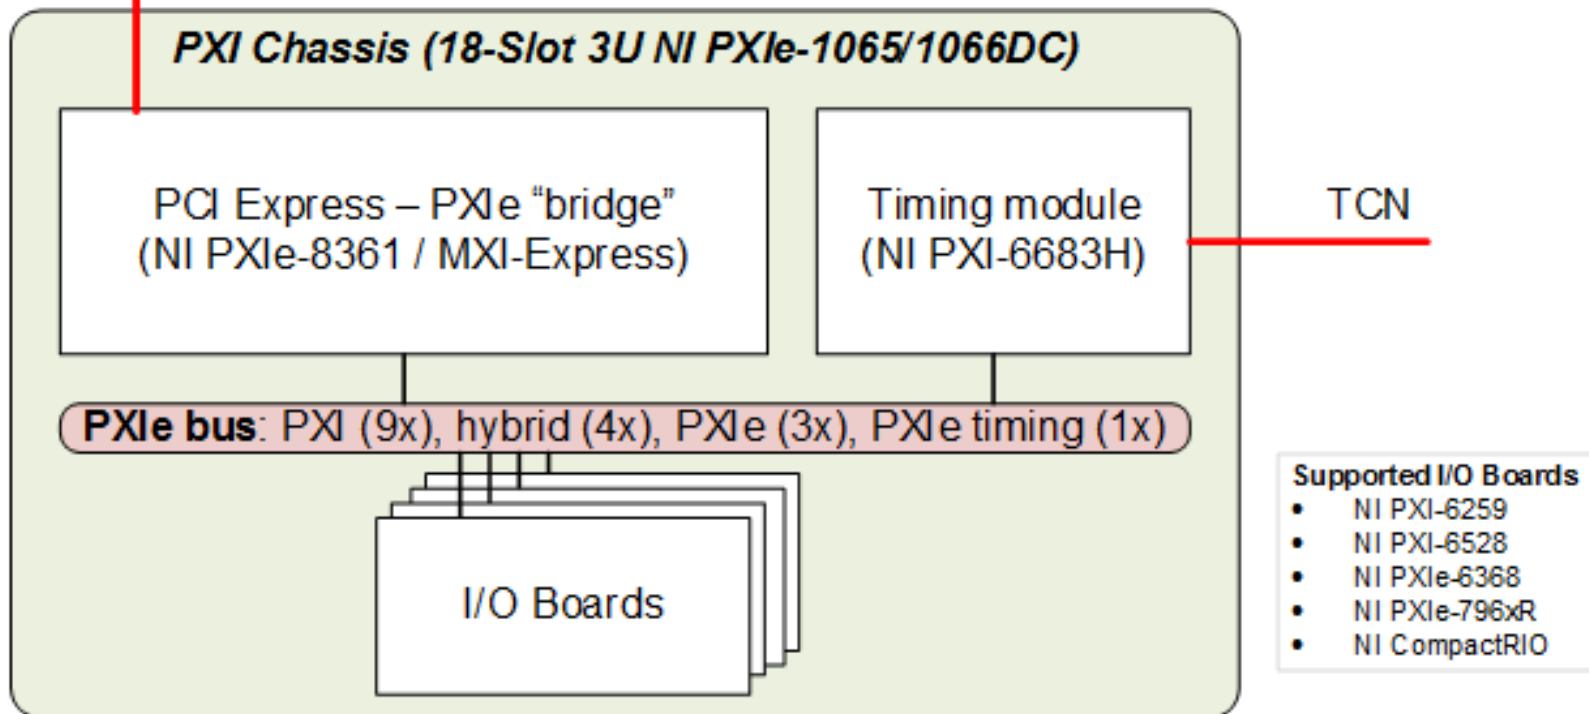 PXI Chassis (18-Slot 3U NI PXIe-1065/1066DC)
PCI Express – PXIe “bridge”
(NI PXIe-8361 / MXI-Express)
Timing module
(NI PXI-6683H)
TCN
PXIe bus: PXI (9x), hybrid (4x), PXIe (3x), PXIe timing (1x)
I/O Boards
Supported I/O Boards
• NI PXI-6259
• NI PXI-6528
• NI PXIe-6368
• NI PXIe-796xR
• NI CompactRIO